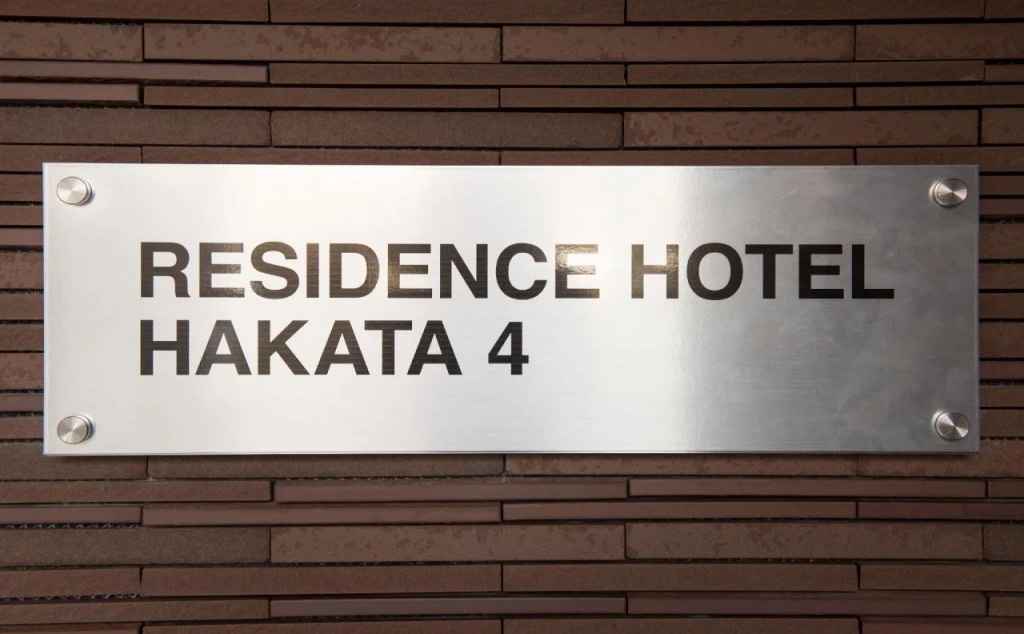 RESIDENCE HOTEL
HAKATA 4